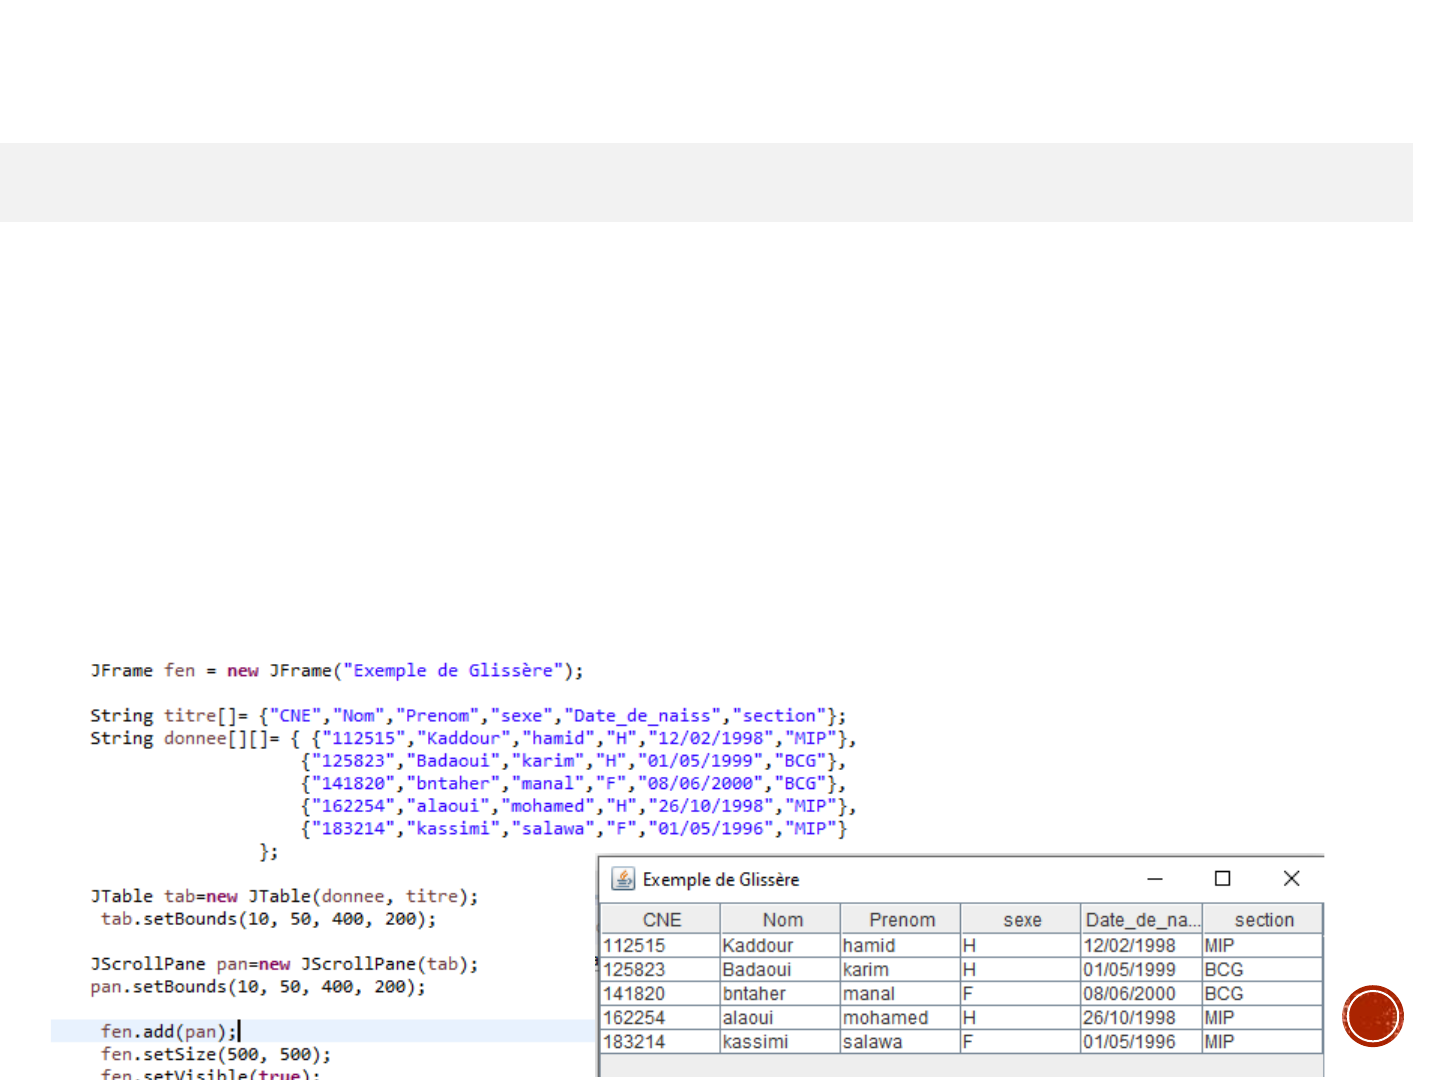 JFrame fen = new JFrame("Exemple de Glissère");
String titre[]= {"CNE","Nom","Prenom","sexe","Date_de_naiss","section"};
String donnee[][]= { {"112515","Kaddour","hamid","H","12/02/1998","MIP"},
{"125823","Badaoui","karim","H","01/05/1999","BCG"},
{"141820","bntaher","manal","F","08/06/2000","BCG"},
{"162254","alaoui","mohamed","H","26/10/1998","MIP"},
{"183214","kassimi","salawa","F","01/05/1996","MIP"}
};
JTable tab=new JTable(donnee, titre);
tab.setBounds(10, 50, 400, 200);
JScrollPane pan=new JScrollPane(tab);
pan.setBounds(10, 50, 400, 200);
fen.add(pan);
fen.setSize(500, 500);
fen.setVisible(true);
Exemple de Glissère
CNE Nom Prenom sexe Date_de_na... section
112515 Kaddour hamid H 12/02/1998 MIP
125823 Badaoui karim H 01/05/1999 BCG
141820 bntaher manal F 08/06/2000 BCG
162254 alaoui mohamed H 26/10/1998 MIP
183214 kassimi salawa F 01/05/1996 MIP